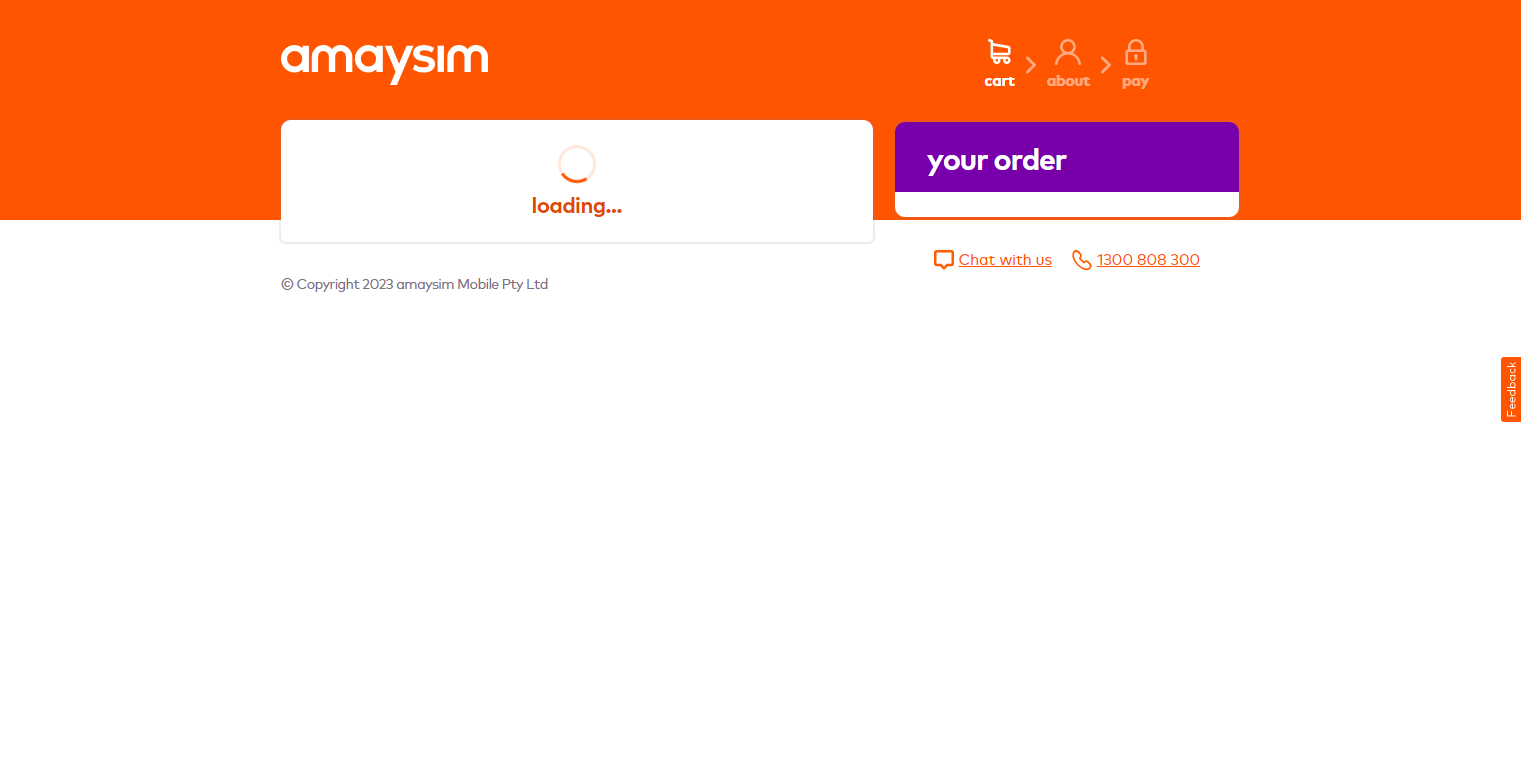 amaysim
cart
about
pay
loading...
your order
Chat with us
1300 808 300
© Copyright 2023 amaysim Mobile Pty Ltd
Feedback